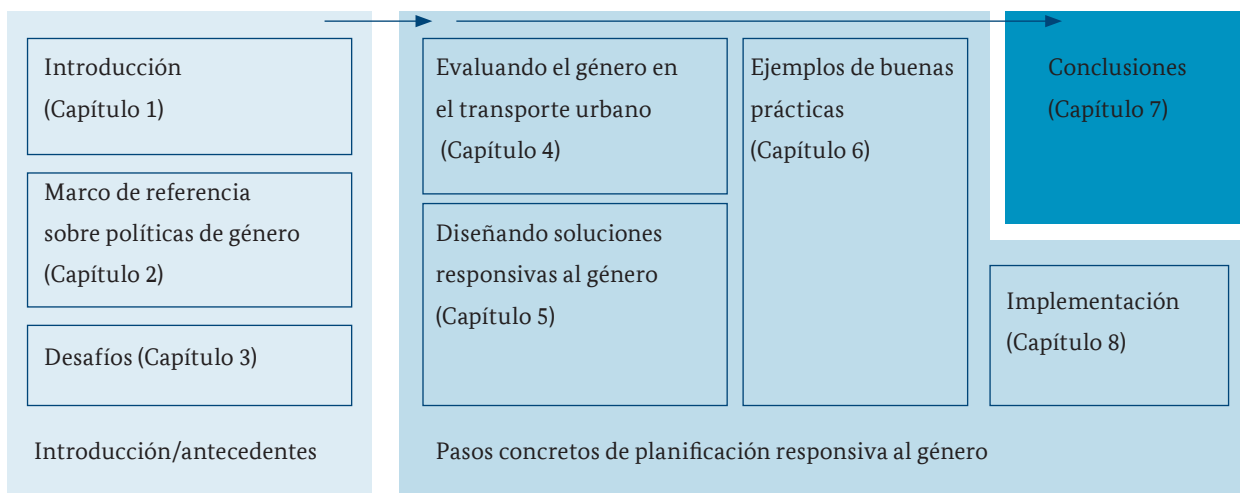 Introducción
(Capítulo 1)
Marco de referencia
sobre políticas de género
(Capítulo 2)
Desafíos (Capítulo 3)
Introducción/antecedentes
Evaluando el género en
el transporte urbano
(Capítulo 4)
Diseñando soluciones
responsivas al género
(Capítulo 5)
Ejemplos de buenas
prácticas
(Capítulo 6)
Conclusiones
(Capítulo 7)
Implementación
(Capítulo 8)
Pasos concretos de planificación responsiva al género